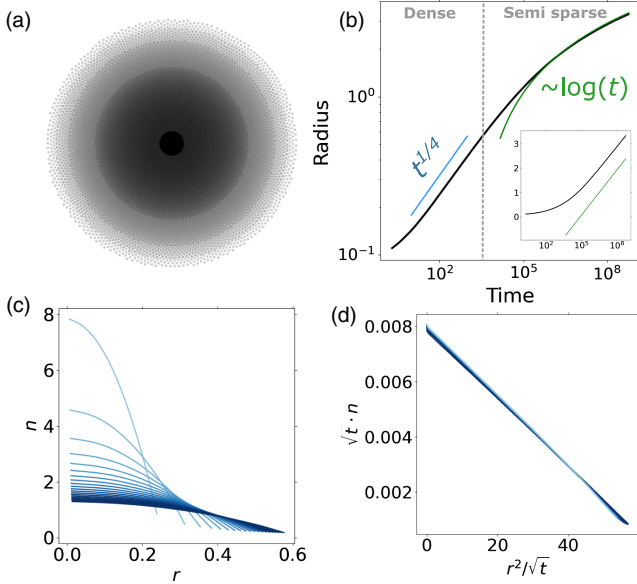 (a)
(b)
Dense
Semi sparse
Radius
10^0
10^{-1}
t^{1/4}
~log(t)
3
2
1
0
10^2
10^5
10^8
10^2
10^5
10^8
Time
(c)
n
8
6
4
2
0
0.0
0.2
0.4
0.6
r
(d)
√t · n
0.008
0.006
0.004
0.002
0
20
40
r^2/√t